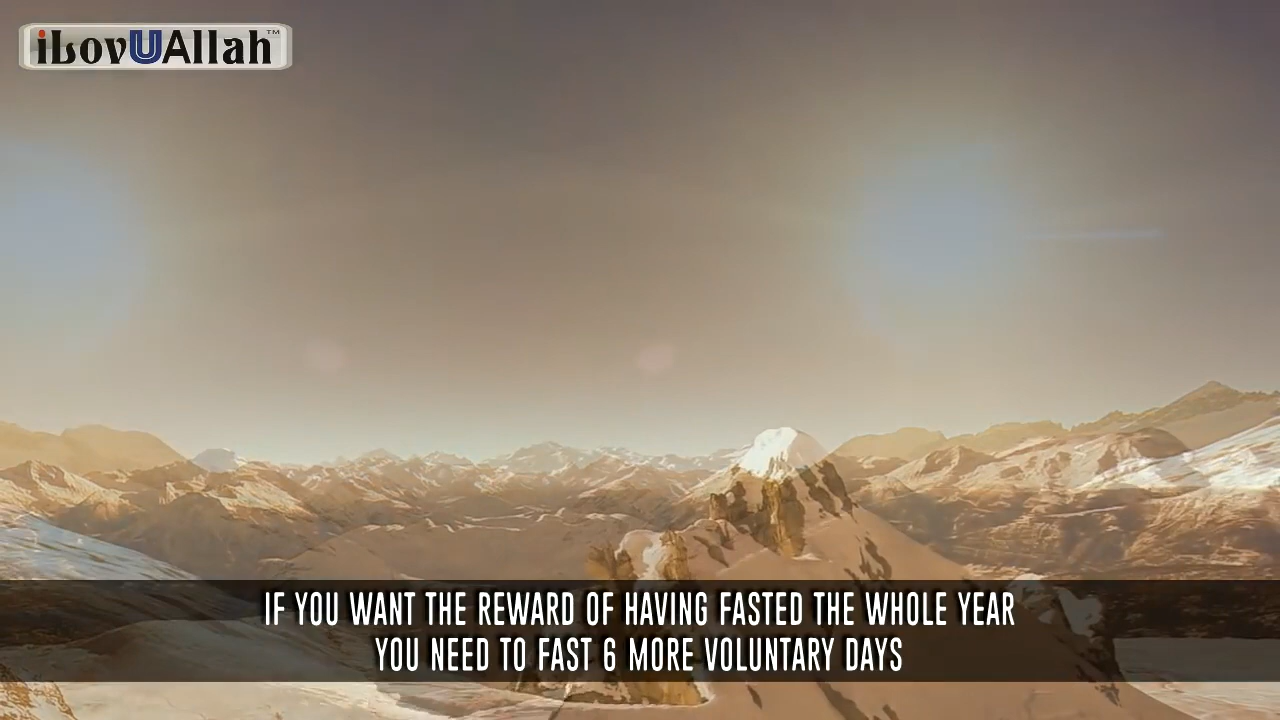 iLovUAllah™
IF YOU WANT THE REWARD OF HAVING FASTED THE WHOLE YEAR
YOU NEED TO FAST 6 MORE VOLUNTARY DAYS